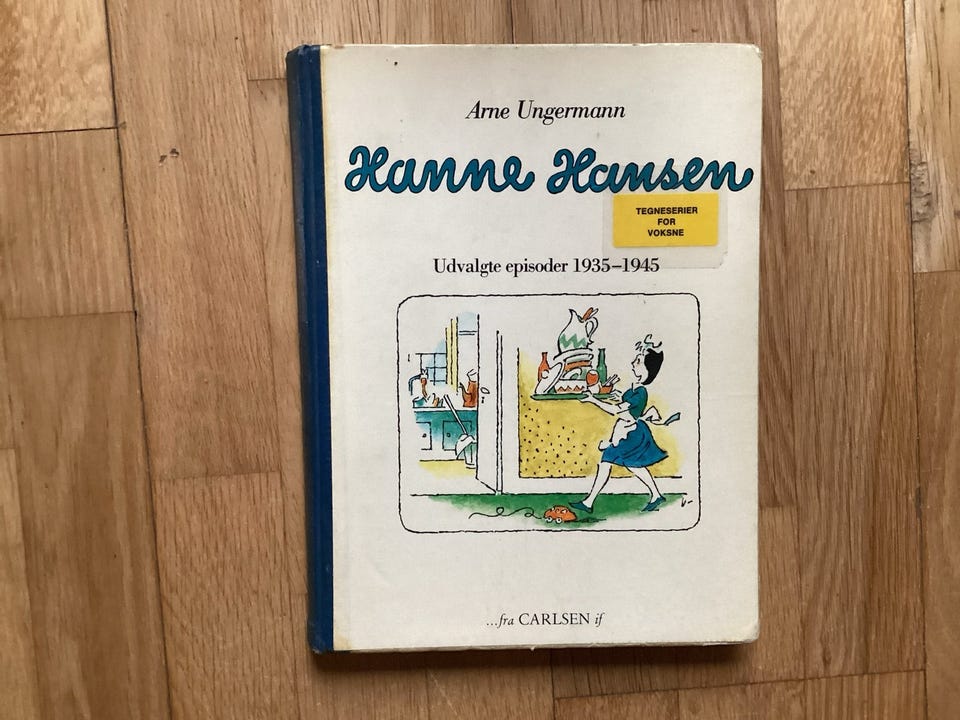 Arne Ungermann
Hanne Hansen
TEGNESERIER
FOR
VOKSNE
Udvalgte episoder 1935–1945
...fra CARLSEN if